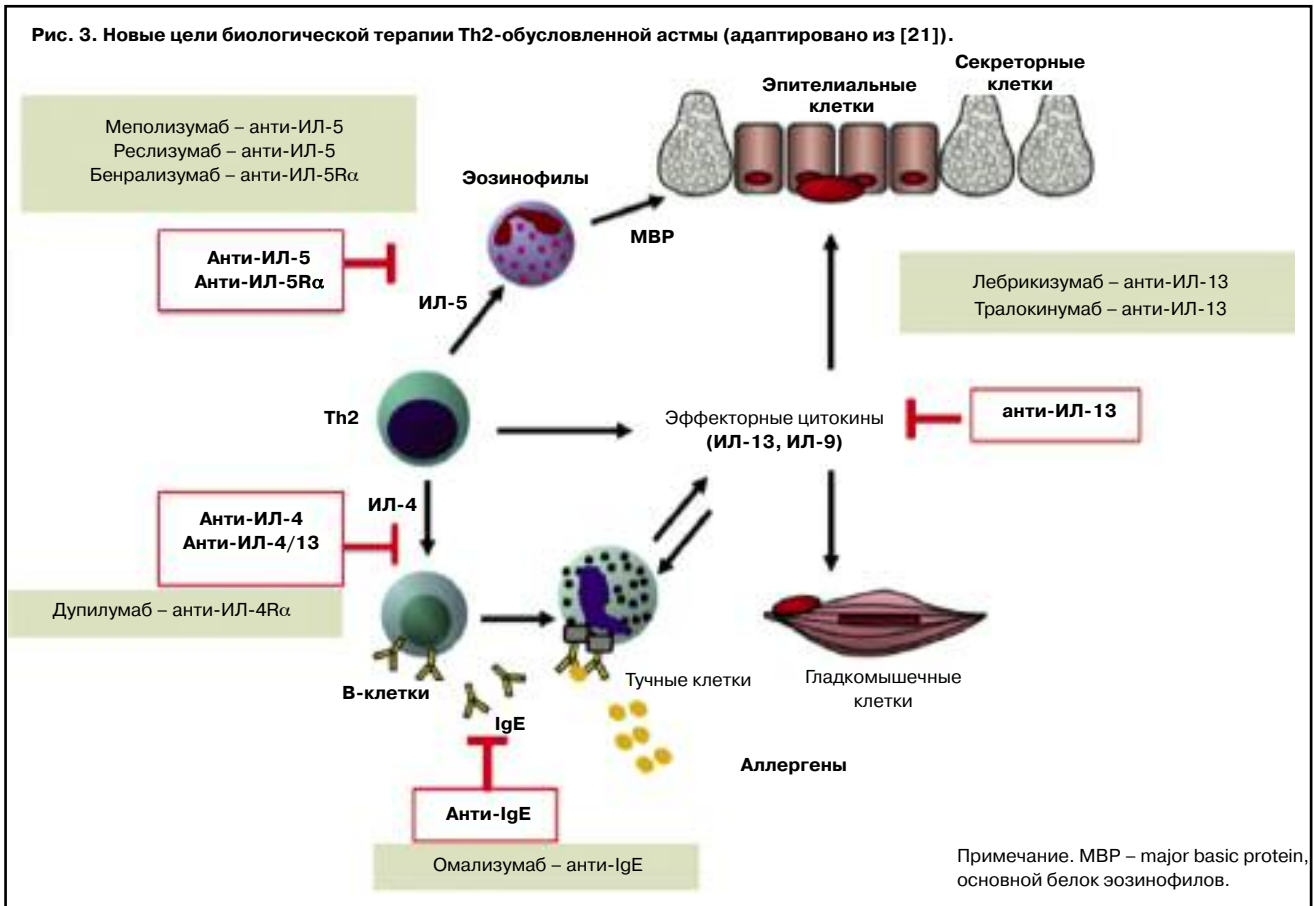 Рис. 3. Новые цели биологической терапии Th2-обусловленной астмы (адаптировано из [21]).
Секреторные
клетки
Эпителиальные
клетки
Меполизумаб – анти-ИЛ-5
Реслизумаб – анти-ИЛ-5
Бенрализумаб – анти-ИЛ-5Rα
Эозинофилы
MBP
Анти-ИЛ-5
Анти-ИЛ-5Rα
ИЛ-5
Лебрикизумаб – анти-ИЛ-13
Тралокинумаб – анти-ИЛ-13
Th2
Эффекторные цитокины
(ИЛ-13, ИЛ-9)
анти-ИЛ-13
ИЛ-4
Анти-ИЛ-4
Анти-ИЛ-4/13
Дупилумаб – анти-ИЛ-4Rα
В-клетки
IgE
Тучные клетки
Гладкомышечные
клетки
Аллергены
Анти-IgE
Омализумаб – анти-IgE
Примечание. MBP – major basic protein,
основной белок эозинофилов.